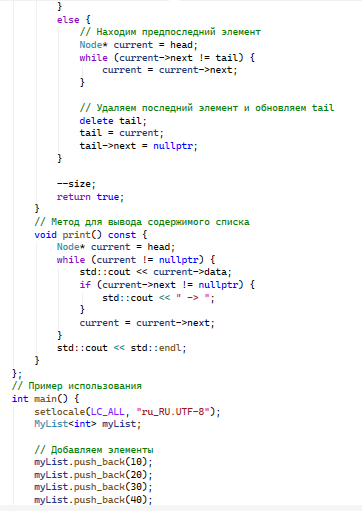 }
else {
// Находим предпоследний элемент
Node* current = head;
while (current->next != tail) {
current = current->next;
}
// Удаляем последний элемент и обновляем tail
delete tail;
tail = current;
tail->next = nullptr;
}
--size;
return true;
}
// Метод для вывода содержимого списка
void print() const {
Node* current = head;
while (current != nullptr) {
std::cout << current->data;
if (current->next != nullptr) {
std::cout << " -> ";
}
current = current->next;
}
std::cout << std::endl;
}
};
// Пример использования
int main() {
setlocale(LC_ALL, "ru_RU.UTF-8");
MyList<int> myList;
// Добавляем элементы
myList.push_back(10);
myList.push_back(20);
myList.push_back(30);
myList.push_back(40);